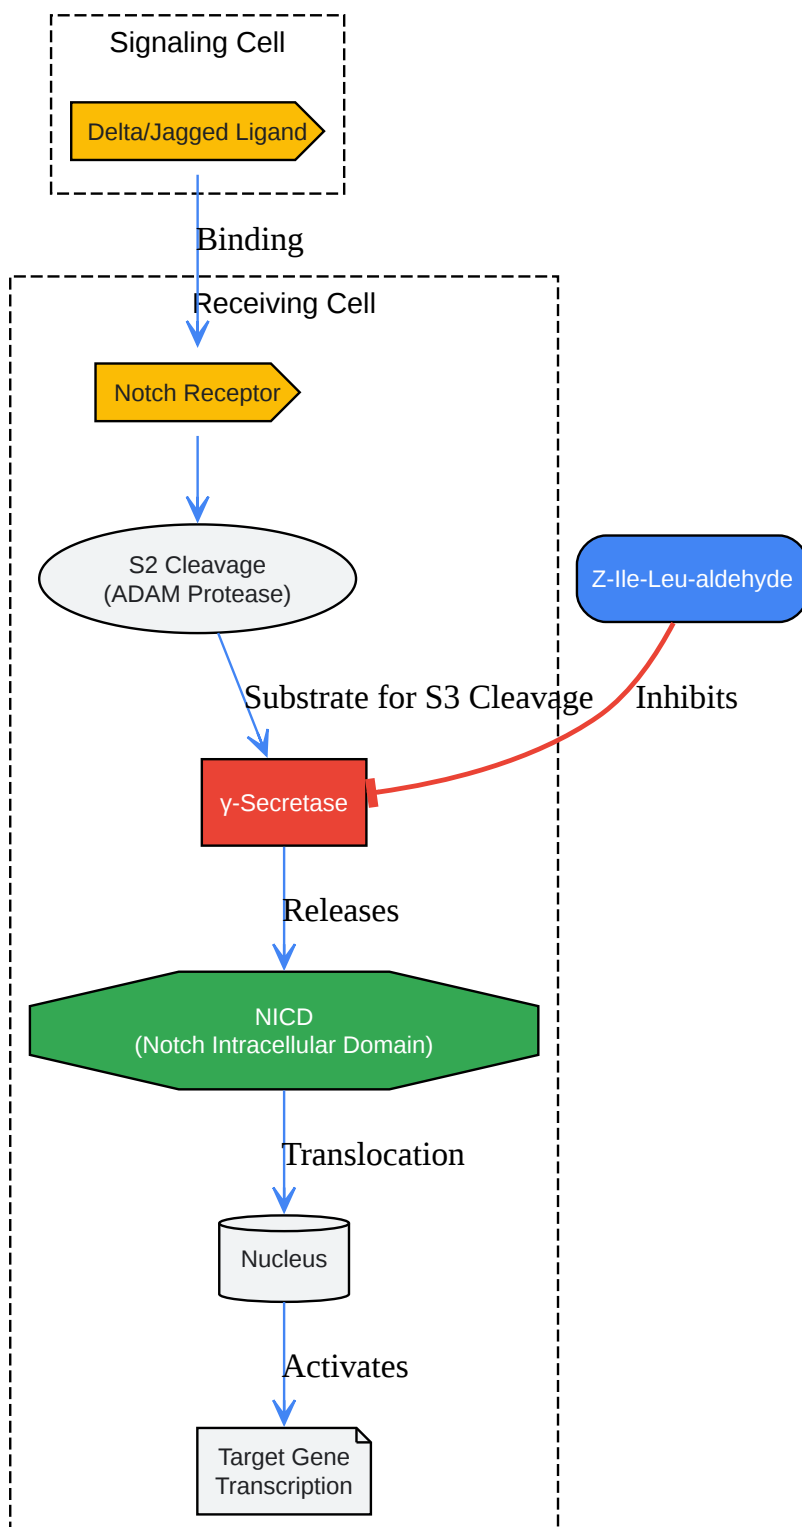 Signaling Cell
Delta/Jagged Ligand
Binding
Receiving Cell
Notch Receptor
S2 Cleavage
(ADAM Protease)
Z-Ile-Leu-aldehyde
Substrate for S3 Cleavage
Inhibits
γ-Secretase
Releases
NICD
(Notch Intracellular Domain)
Translocation
Nucleus
Activates
Target Gene
Transcription